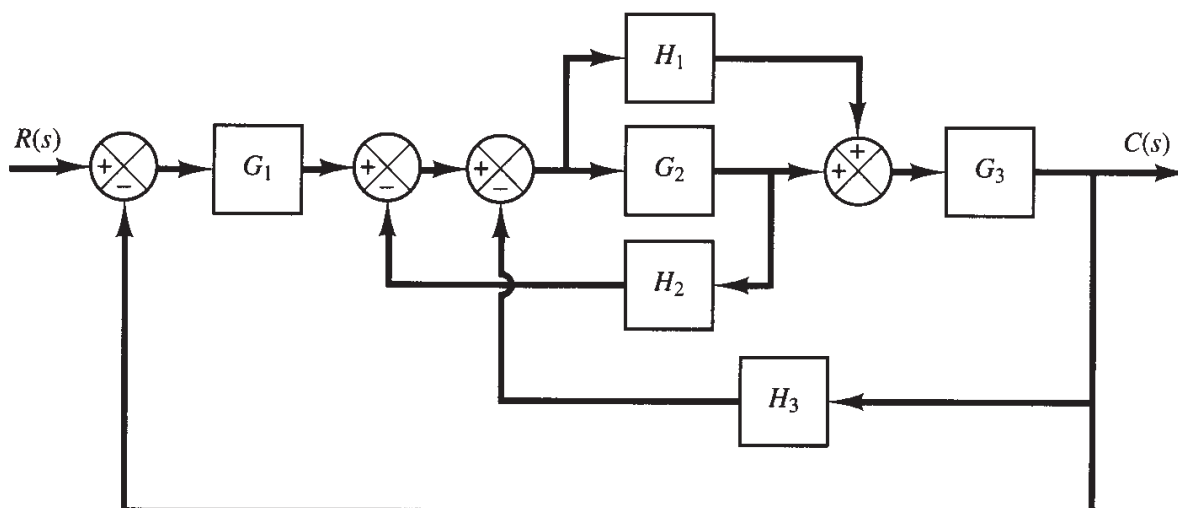 H1
R(s)
G1
G2
G3
C(s)
H2
H3
+
−
+
−
+
−
+
+